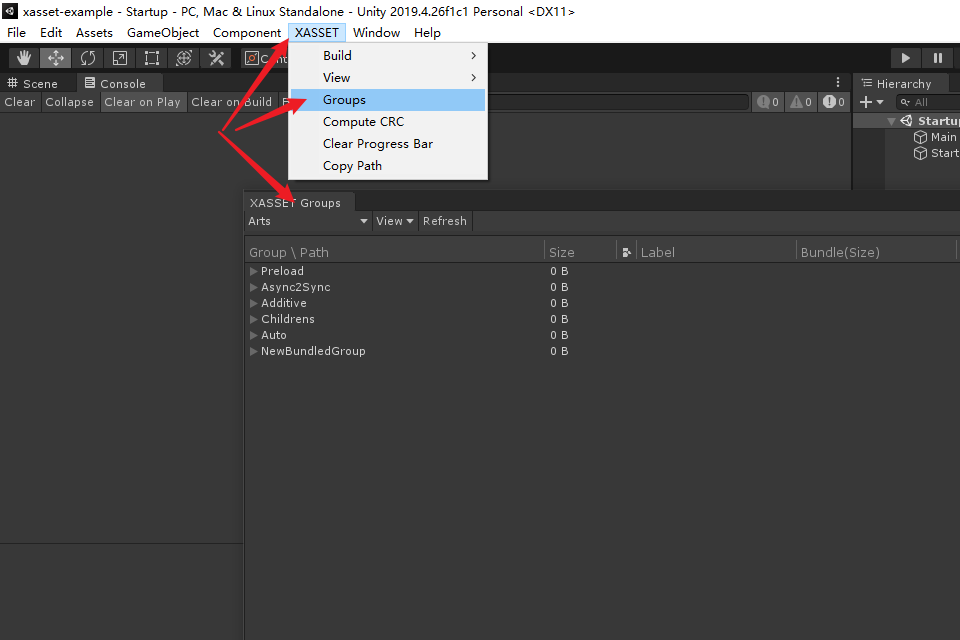 xasset-example - Startup - PC, Mac & Linux Standalone - Unity 2019.4.26f1c1 Personal <DX11>
File Edit Assets GameObject Component XASSET Window Help
Build
View
Groups
Compute CRC
Clear Progress Bar
Copy Path
Scene Console
Hierarchy
Clear Collapse Clear on Play Clear on Build
0 0 0
All
Startup
Main
Start
XASSET Groups
Arts View Refresh
Group \ Path Size Label Bundle(Size)
Preload 0 B
Async2Sync 0 B
Additive 0 B
Childrens 0 B
Auto 0 B
NewBundledGroup 0 B